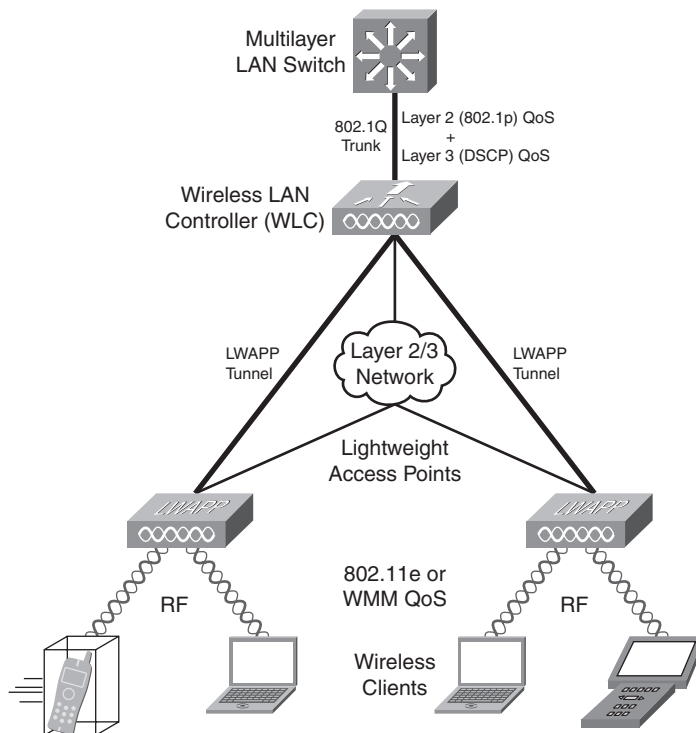 Multilayer
LAN Switch
802.1Q
Trunk
Layer 2 (802.1p) QoS
+
Layer 3 (DSCP) QoS
Wireless LAN
Controller (WLC)
LWAPP
Tunnel
Layer 2/3
Network
LWAPP
Tunnel
Lightweight
Access Points
LWAPP
LWAPP
RF
802.11e or
WMM QoS
RF
Wireless
Clients